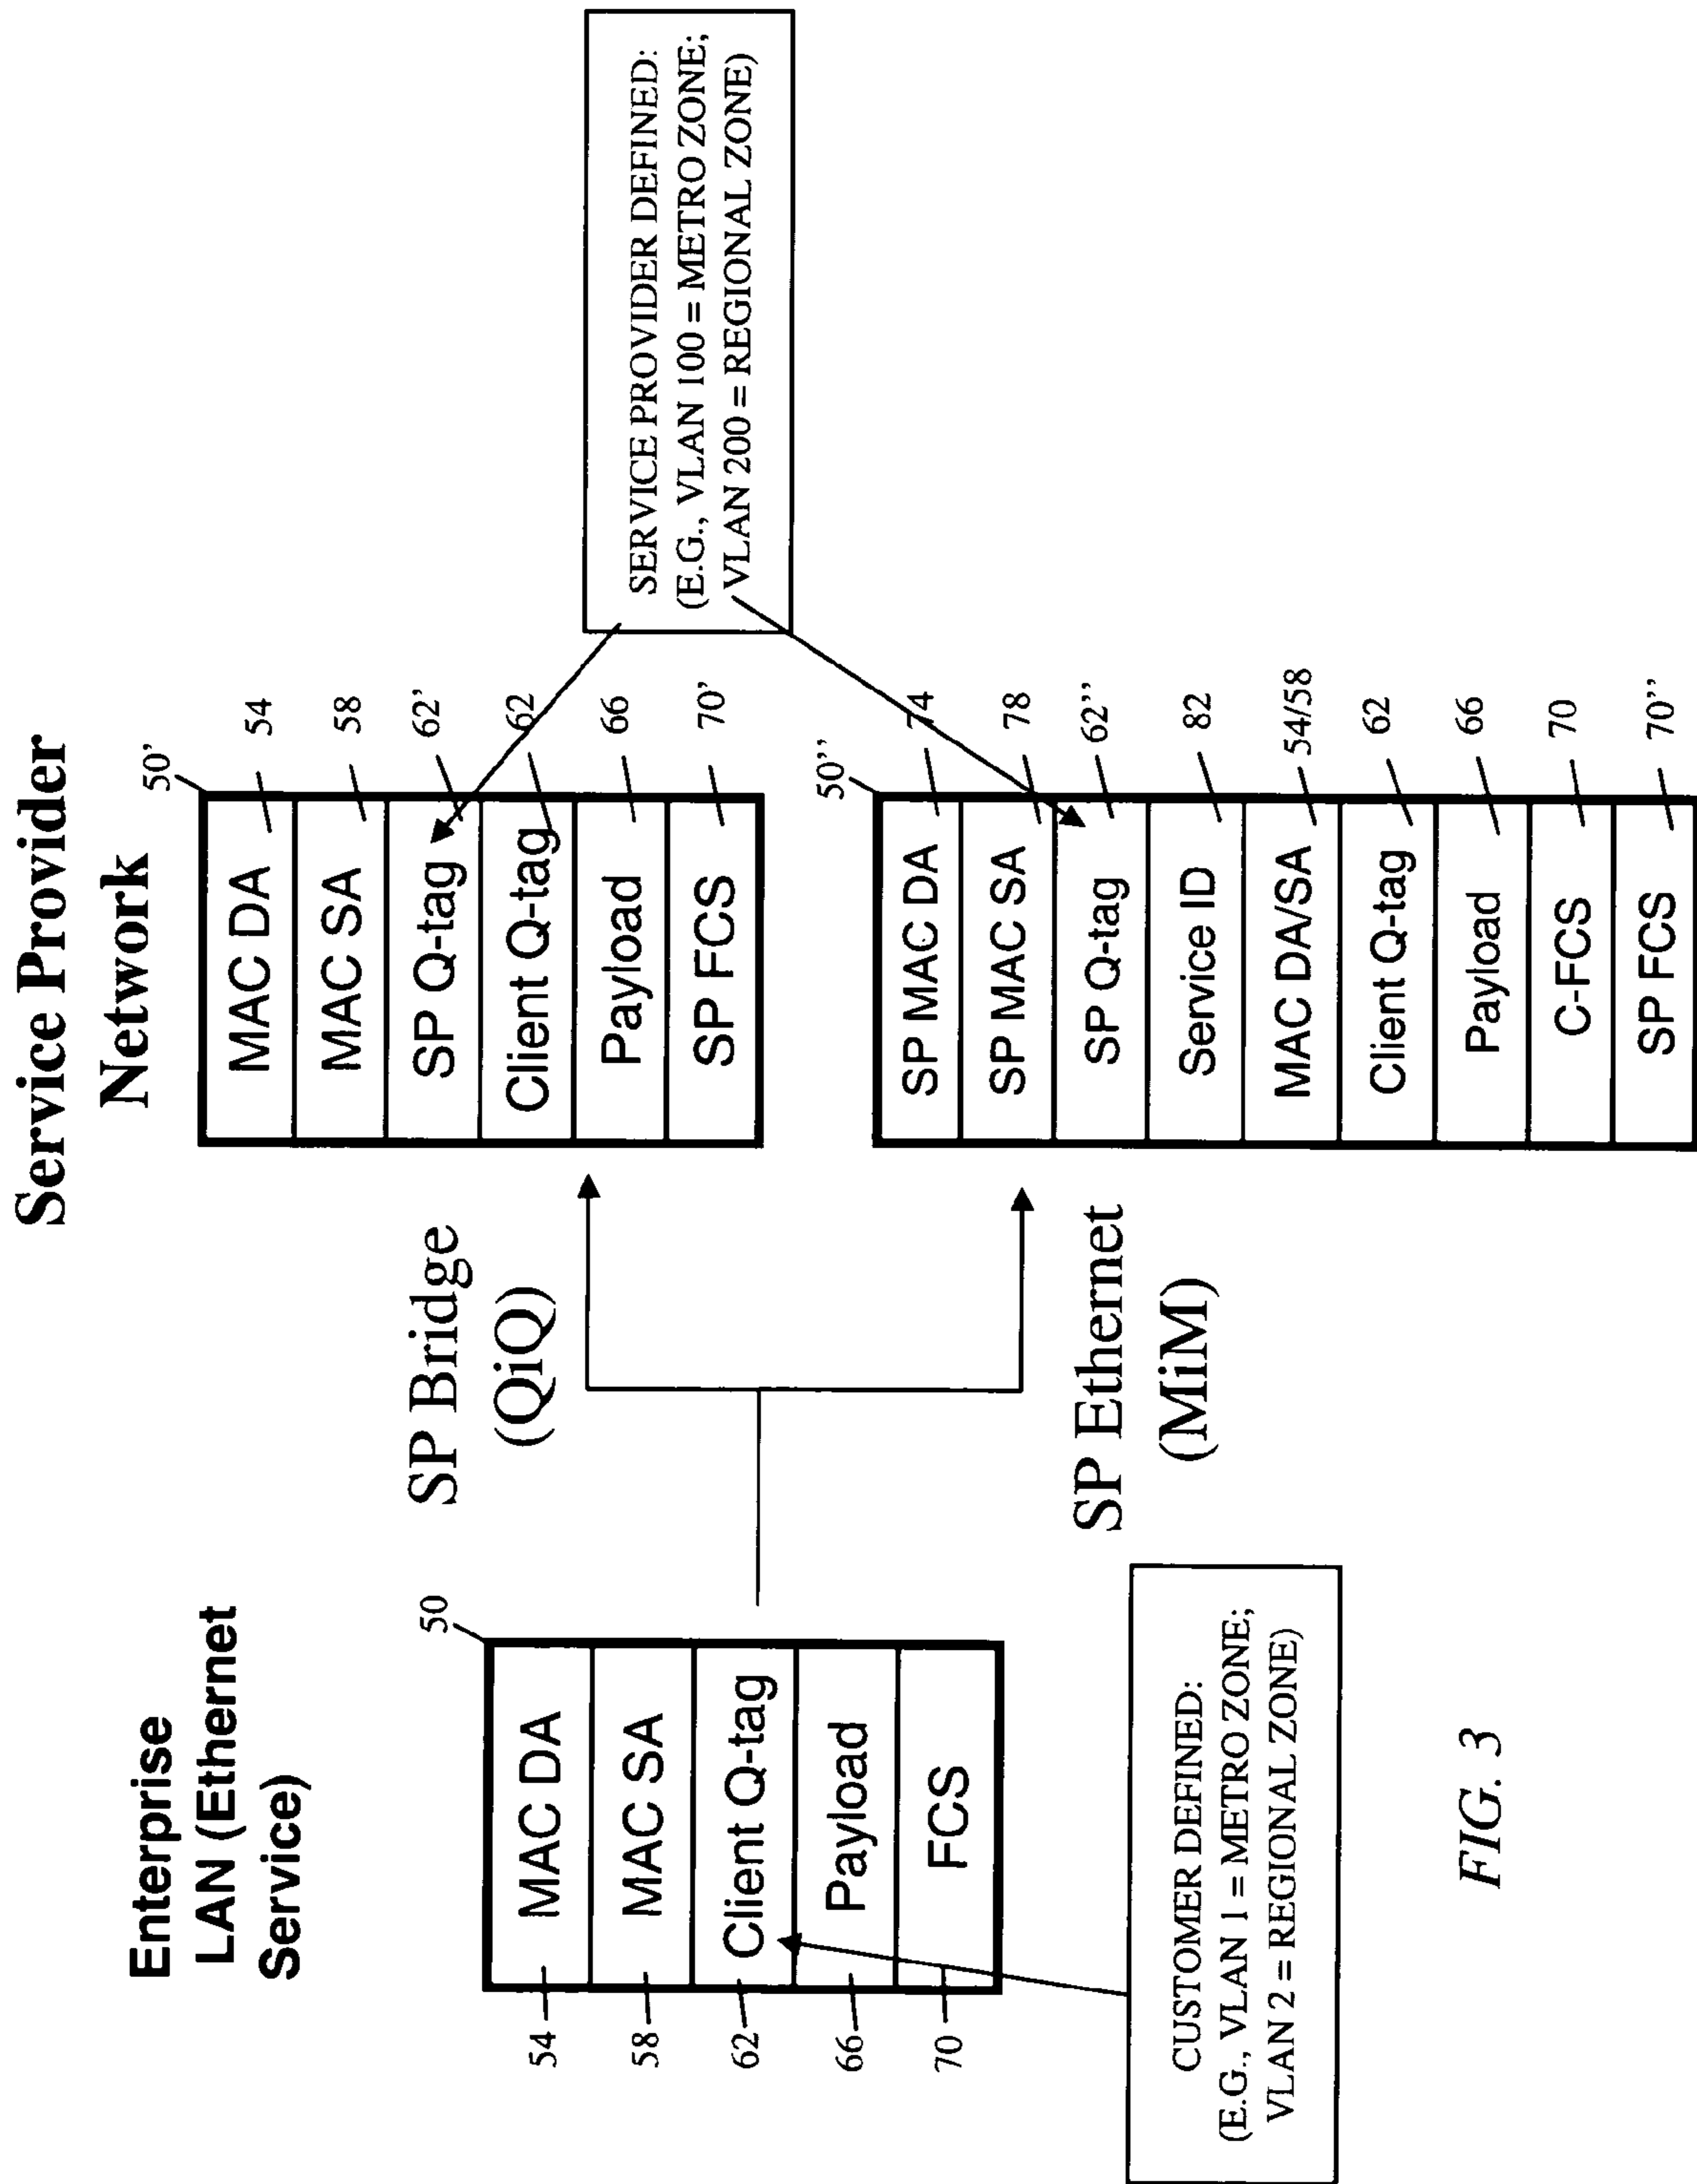 Enterprise
LAN (Ethernet
Service)
50
MAC DA
MAC SA
Client Q-tag
Payload
FCS
54
58
62
66
70
CUSTOMER DEFINED:
(E.G., VLAN 1 = METRO ZONE;
VLAN 2 = REGIONAL ZONE)
SP Bridge
(QiQ)
SP Ethernet
(MiM)
Service Provider
Network
50'
MAC DA
54
MAC SA
58
SP Q-tag
62'
Client Q-tag
62
Payload
66
SP FCS
70'
50''
SP MAC DA
74
SP MAC SA
78
SP Q-tag
62''
Service ID
82
MAC DA/SA
54/58
Client Q-tag
62
Payload
66
C-FCS
70
SP FCS
70''
SERVICE PROVIDER DEFINED:
(E.G., VLAN 100 = METRO ZONE;
VLAN 200 = REGIONAL ZONE)
FIG. 3